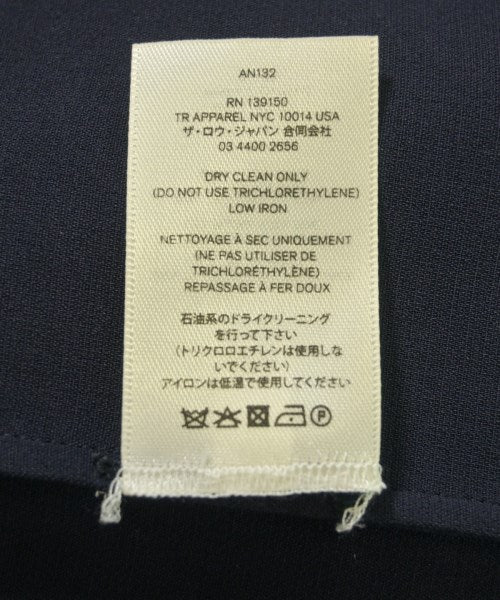 AN132
RN 139150
TR APPAREL NYC 10014 USA
ザ・ロウ・ジャパン 合同会社
03 4400 2656
DRY CLEAN ONLY
(DO NOT USE TRICHLORETHYLENE)
LOW IRON
NETTOYAGE À SEC UNIQUEMENT
(NE PAS UTILISER DE
TRICHLORÉTHYLÈNE)
REPASSAGE À FER DOUX
石油系のドライクリーニング
を行って下さい
(トリクロロエチレンは使用しな
いでください)
アイロンは低温で使用してください
P